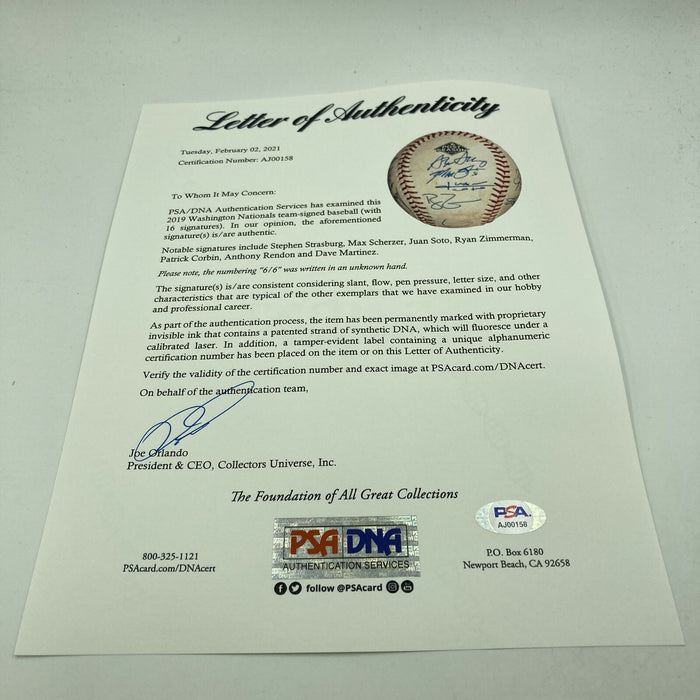 Letter of Authenticity
Tuesday, February 02, 2021
Certification Number: AJ00158
To Whom It May Concern:
PSA/DNA Authentication Services has examined this
2019 Washington Nationals team-signed baseball (with
16 signatures). In our opinion, the aforementioned
signature(s) is/are authentic.
Notable signatures include Stephen Strasburg, Max Scherzer, Juan Soto, Ryan Zimmerman,
Patrick Corbin, Anthony Rendon and Dave Martinez.
Please note, the numbering "6/6" was written in an unknown hand.
The signature(s) is/are consistent considering slant, flow, pen pressure, letter size, and other
characteristics that are typical of the other exemplars that we have examined in our hobby
and professional career.
As part of the authentication process, the item has been permanently marked with proprietary
invisible ink that contains a patented strand of synthetic DNA, which will fluoresce under a
calibrated laser. In addition, a tamper-evident label containing a unique alphanumeric
certification number has been placed on the item or on this Letter of Authenticity.
Verify the validity of the certification number and exact image at PSAcard.com/DNAcert.
On behalf of the authentication team,
Joe Orlando
President & CEO, Collectors Universe, Inc.
The Foundation of All Great Collections
PSA.
AJ00158
PSA DNA
AUTHENTICATION SERVICES
800-325-1121
PSAcard.com/DNAcert
P.O. Box 6180
Newport Beach, CA 92658
follow @PSAcard